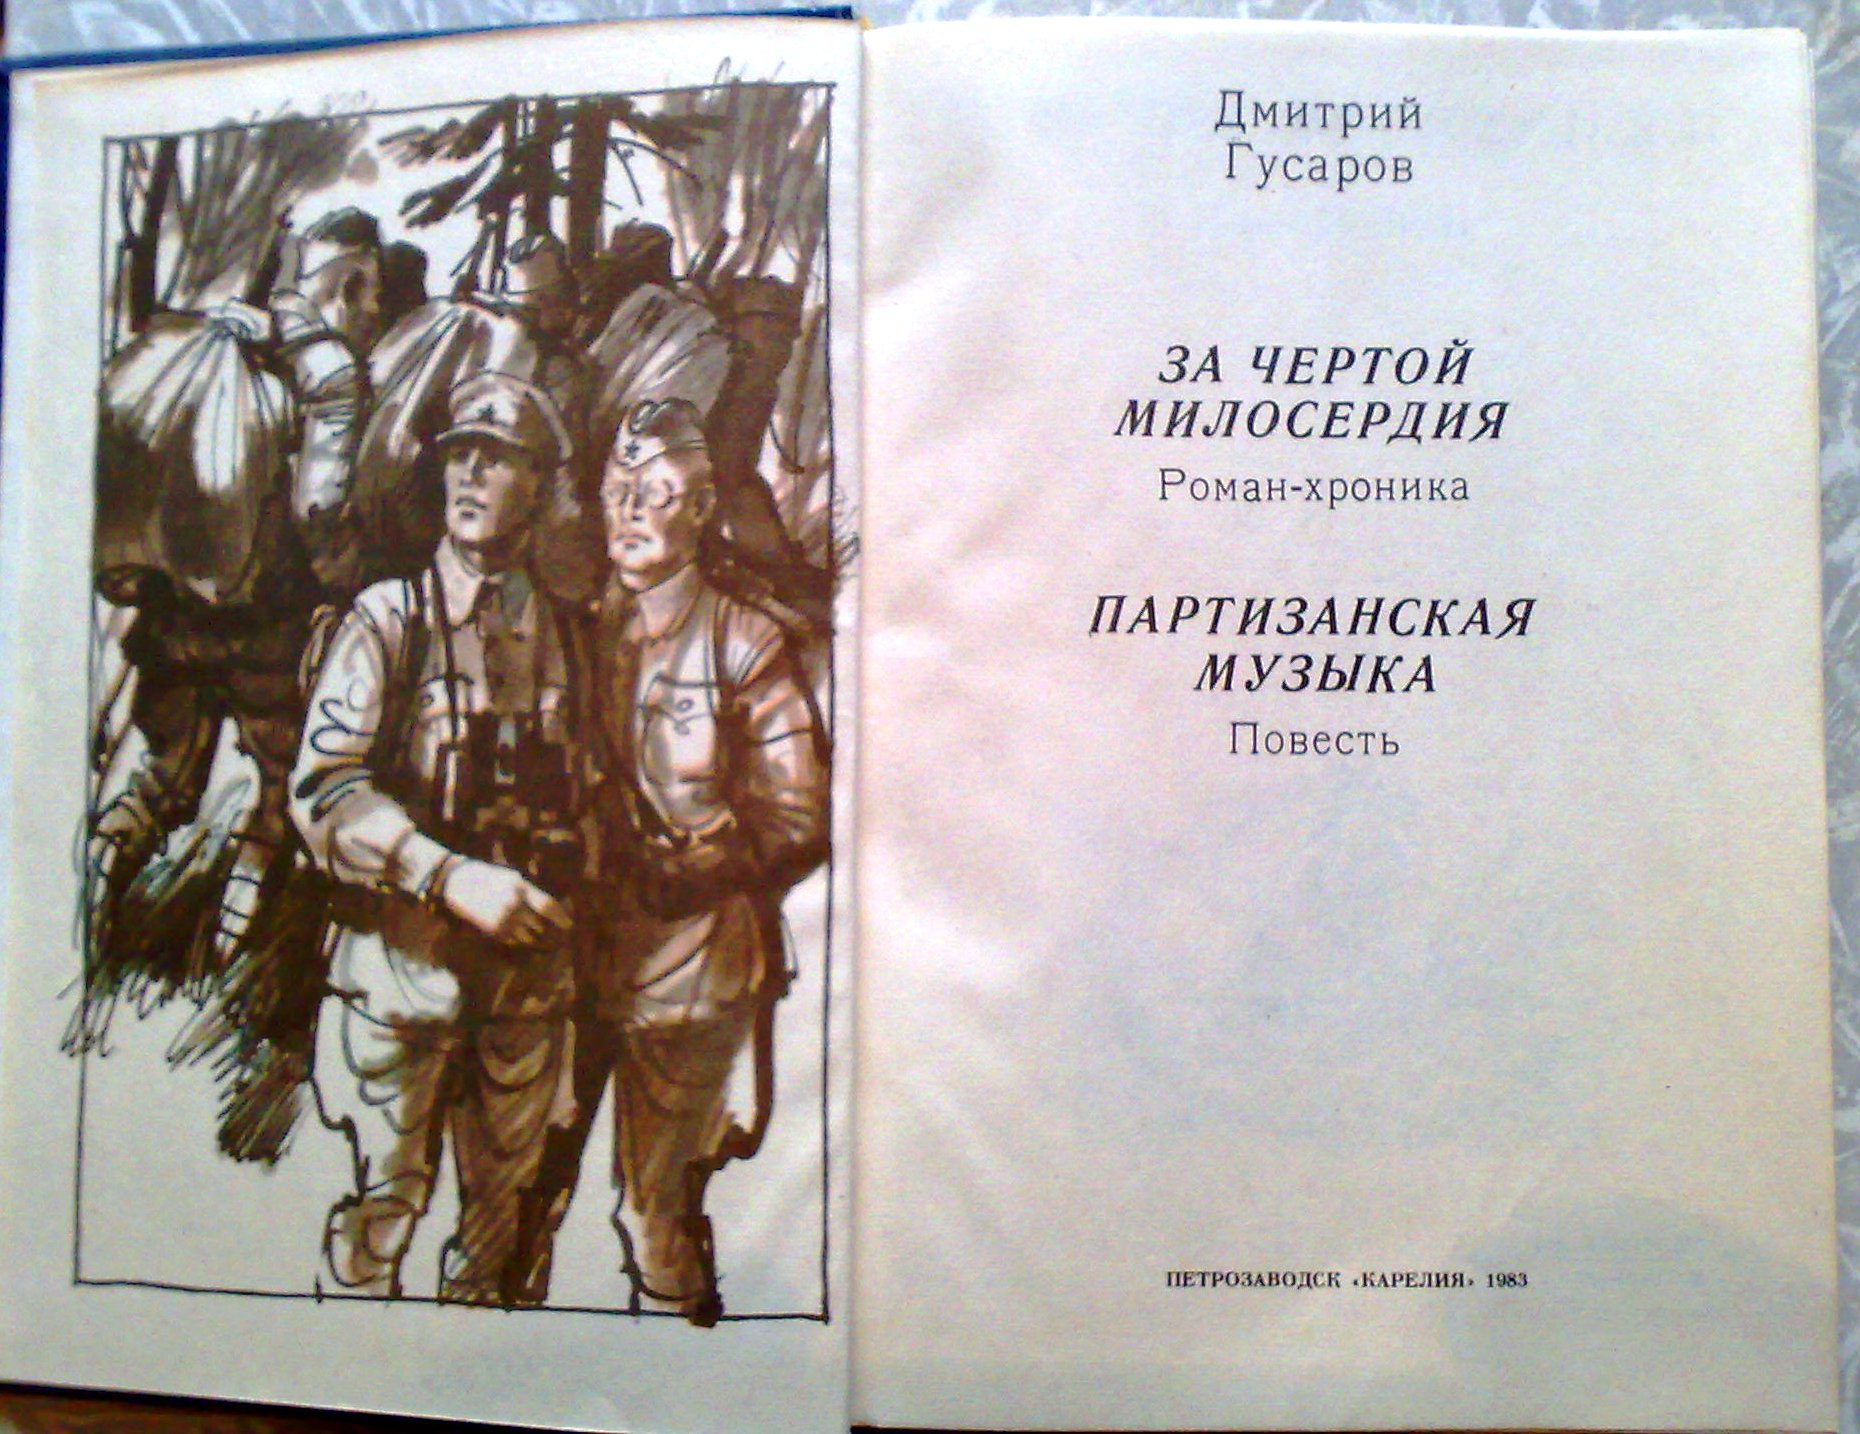 Дмитрий
Гусаров
ЗА ЧЕРТОЙ
МИЛОСЕРДИЯ
Роман-хроника
ПАРТИЗАНСКАЯ
МУЗЫКА
Повесть
ПЕТРОЗАВОДСК «КАРЕЛИЯ» 1983